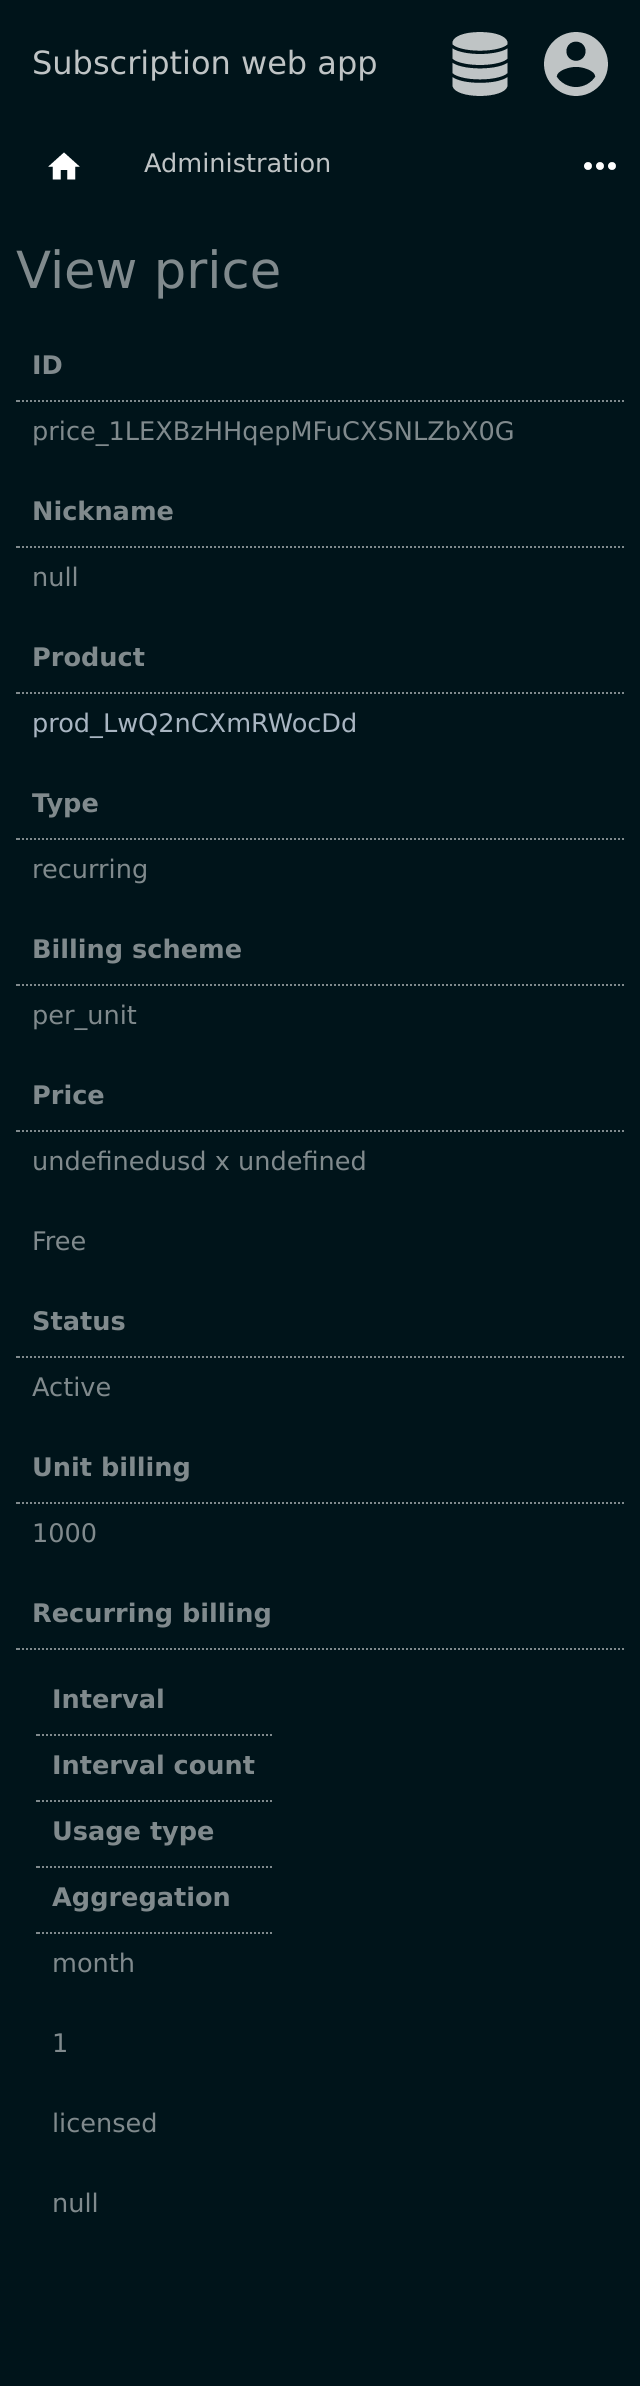 Subscription web app
Administration
View price
ID
price_1LEXBzHHqepMFuCXSNLZbX0G
Nickname
null
Product
prod_LwQ2nCXmRWocDd
Type
recurring
Billing scheme
per_unit
Price
undefinedusd x undefined
Free
Status
Active
Unit billing
1000
Recurring billing
Interval
Interval count
Usage type
Aggregation
month
1
licensed
null